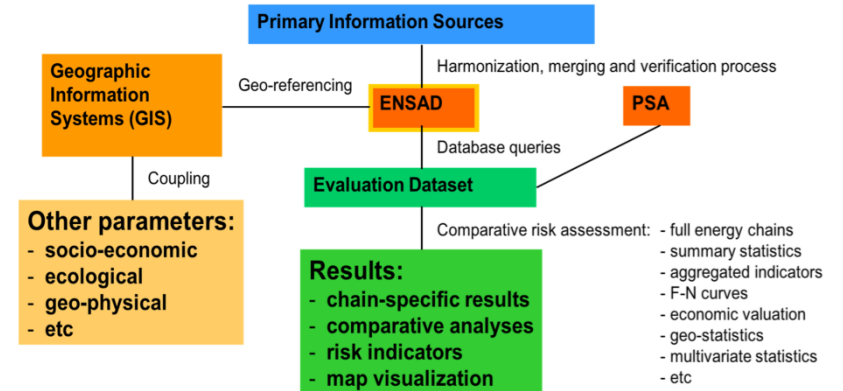 Primary Information Sources
Geographic
Information
Systems (GIS)
Geo-referencing
Harmonization, merging and verification process
ENSAD
PSA
Database queries
Coupling
Evaluation Dataset
Other parameters:
- socio-economic
- ecological
- geo-physical
- etc
Comparative risk assessment:
- full energy chains
- summary statistics
- aggregated indicators
- F-N curves
- economic valuation
- geo-statistics
- multivariate statistics
- etc
Results:
- chain-specific results
- comparative analyses
- risk indicators
- map visualization